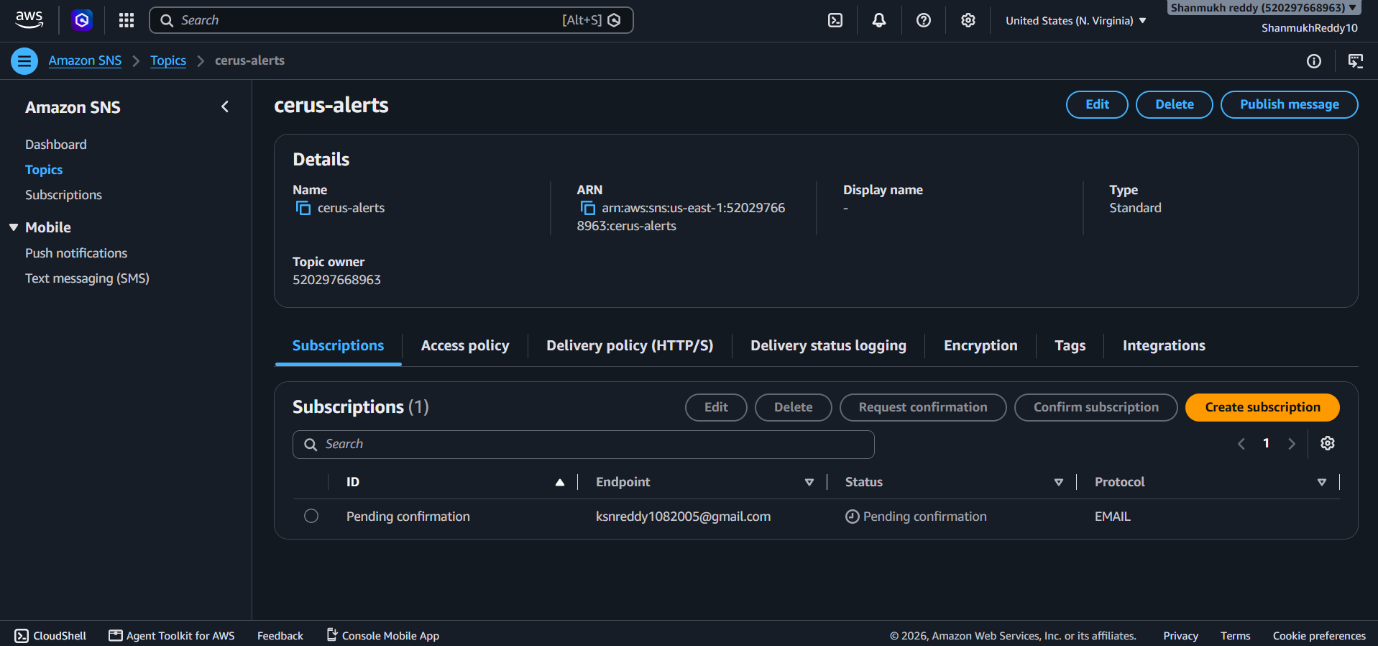 aws
Search [Alt+S]
United States (N. Virginia)
Shanmukh reddy (520297668963)
ShanmukhReddy10
Amazon SNS > Topics > cerus-alerts
Amazon SNS
Dashboard
Topics
Subscriptions
Mobile
Push notifications
Text messaging (SMS)
cerus-alerts
Edit Delete Publish message
Details
Name
cerus-alerts
ARN
arn:aws:sns:us-east-1:52029766
8963:cerus-alerts
Display name
-
Type
Standard
Topic owner
520297668963
Subscriptions Access policy Delivery policy (HTTP/S) Delivery status logging Encryption Tags Integrations
Subscriptions (1)
Edit Delete Request confirmation Confirm subscription Create subscription
Search
1
ID Endpoint Status Protocol
Pending confirmation ksnreddy1082005@gmail.com Pending confirmation EMAIL
CloudShell Agent Toolkit for AWS Feedback Console Mobile App
© 2026, Amazon Web Services, Inc. or its affiliates. Privacy Terms Cookie preferences